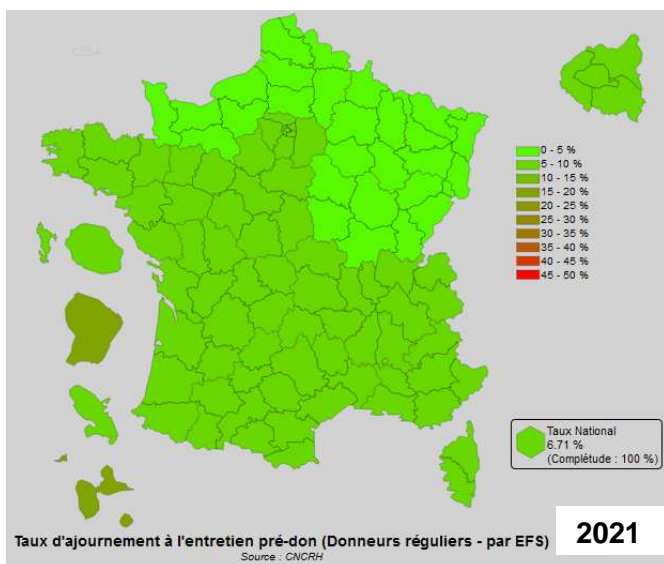 0 - 5 %
5 - 10 %
10 - 15 %
15 - 20 %
20 - 25 %
25 - 30 %
30 - 35 %
35 - 40 %
40 - 45 %
45 - 50 %
Taux National
6.71 %
(Complétude : 100 %)
Taux d'ajournement à l'entretien pré-don (Donneurs réguliers - par EFS)
Source : CNCRH
2021